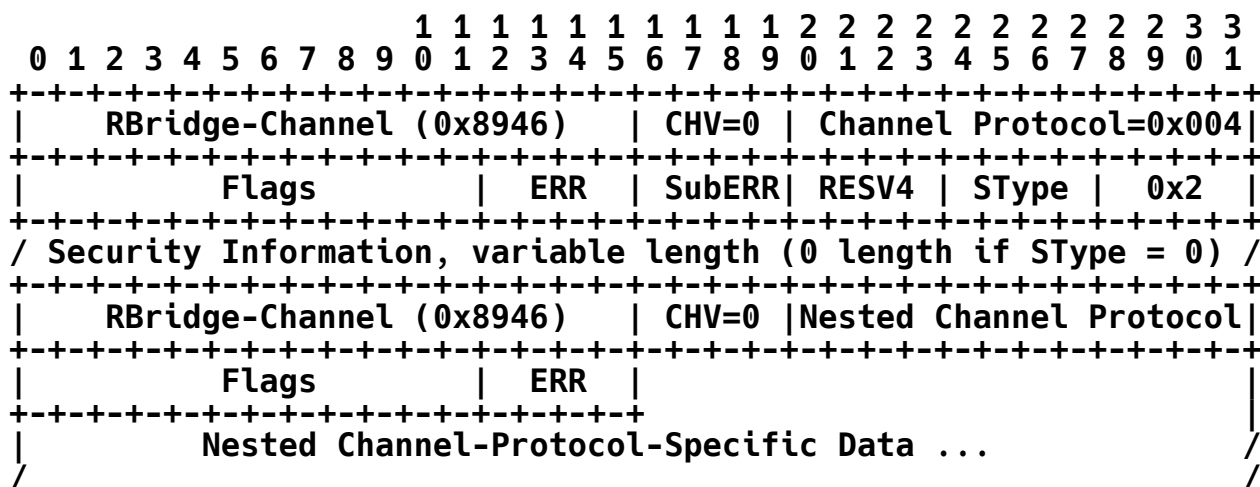 1 1 1 1 1 1 1 1 1 1 2 2 2 2 2 2 2 2 2 2 3 3
 0 1 2 3 4 5 6 7 8 9 0 1 2 3 4 5 6 7 8 9 0 1 2 3 4 5 6 7 8 9 0 1
+-+-+-+-+-+-+-+-+-+-+-+-+-+-+-+-+-+-+-+-+-+-+-+-+-+-+-+-+-+-+-+-+
|    RBridge-Channel (0x8946)   | CHV=0 | Channel Protocol=0x004|
+-+-+-+-+-+-+-+-+-+-+-+-+-+-+-+-+-+-+-+-+-+-+-+-+-+-+-+-+-+-+-+-+
|          Flags        |  ERR  | SubERR| RESV4 | SType |  0x2  |
+-+-+-+-+-+-+-+-+-+-+-+-+-+-+-+-+-+-+-+-+-+-+-+-+-+-+-+-+-+-+-+-+
/ Security Information, variable length (0 length if SType = 0) /
+-+-+-+-+-+-+-+-+-+-+-+-+-+-+-+-+-+-+-+-+-+-+-+-+-+-+-+-+-+-+-+-+
|    RBridge-Channel (0x8946)   | CHV=0 |Nested Channel Protocol|
+-+-+-+-+-+-+-+-+-+-+-+-+-+-+-+-+-+-+-+-+-+-+-+-+-+-+-+-+-+-+-+-+
|          Flags        |  ERR  |                               |
+-+-+-+-+-+-+-+-+-+-+-+-+-+-+-+-+                               |
|         Nested Channel-Protocol-Specific Data ...             /
/                                                               /